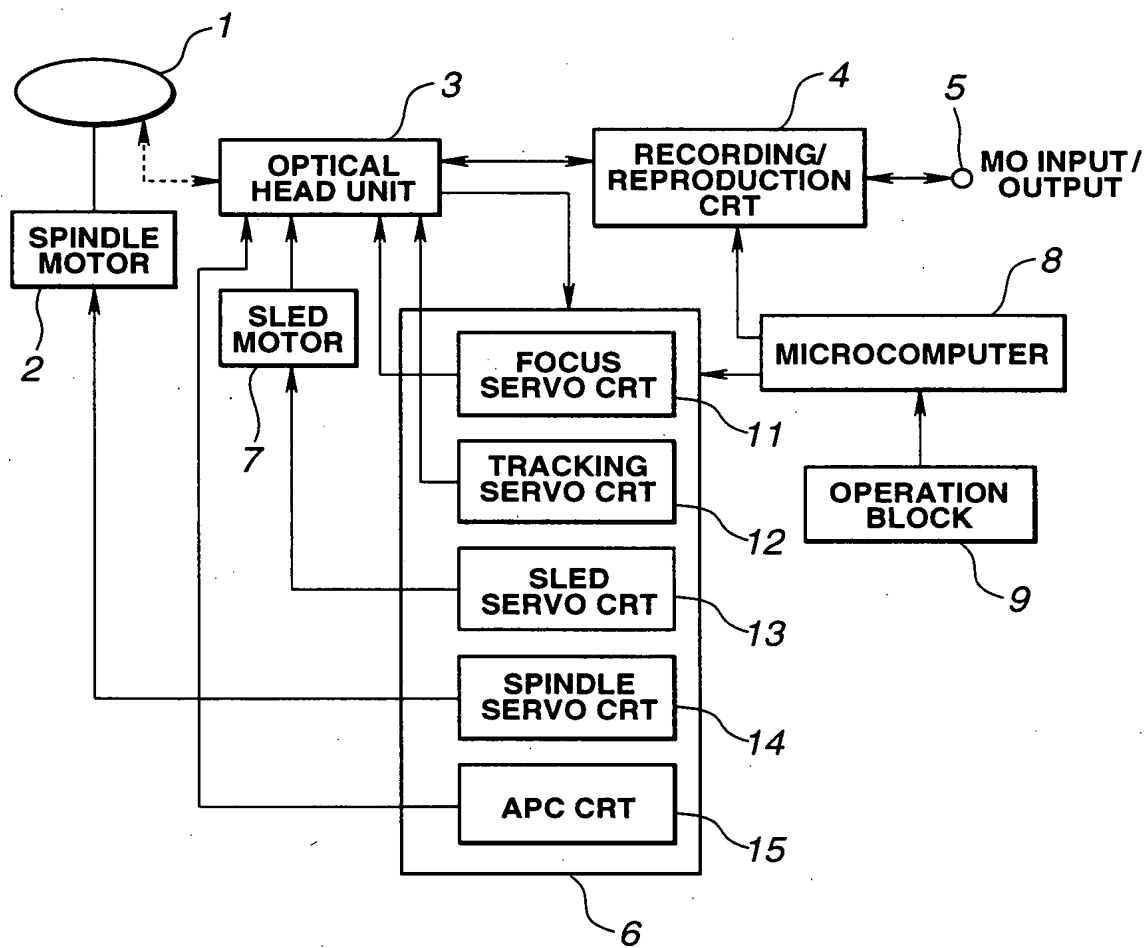 1
3
4
5
OPTICAL
HEAD UNIT
RECORDING/
REPRODUCTION
CRT
MO INPUT/
OUTPUT
SPINDLE
MOTOR
2
SLED
MOTOR
7
8
MICROCOMPUTER
FOCUS
SERVO CRT
11
TRACKING
SERVO CRT
12
OPERATION
BLOCK
9
SLED
SERVO CRT
13
SPINDLE
SERVO CRT
14
APC CRT
15
6